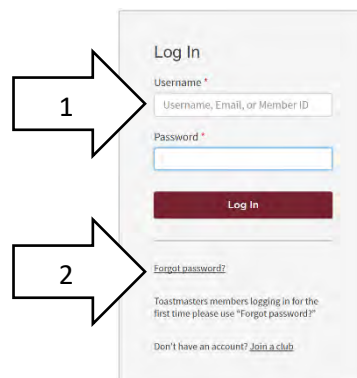 Log In
Username *
1
Username, Email, or Member ID
Password *
Log In
2
Forgot password?
Toastmasters members logging in for the
first time please use "Forgot password?"
Don't have an account? Join a club